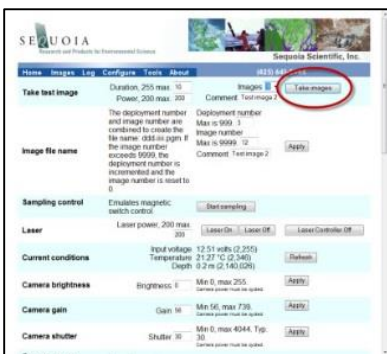 SEQUOIA
Research and Products for Environmental Science
Sequoia Scientific, Inc.
Home Images Log Configure Tools About
Take test image
Duration, 255 max. 10
Power, 200 max. 200
Images
Comment Test image 2
Take images
Image file name
The deployment number
and image number are
combined to create the
file name: dddi-iiii.pgm. If
the image number
exceeds 9999, the
deployment number is
incremented and the
image number is reset to
0.
Deployment number
Max is 999. 3
Image number
Max is 9999. 12
Comment Test image 2
Apply
Sampling control
Emulates magnetic
switch control.
Start sampling
Laser
Laser power, 200 max
200
Laser On
Laser Off
Laser Controller Off
Current conditions
Input voltage 12.51 volts (2,255)
Temperature 21.27 °C (2,346)
Depth 0.2 m (2,140,026)
Refresh
Camera brightness
Brightness 0
Min 0, max 255.
Camera power must be cycled.
Apply
Camera gain
Gain 56
Min 56, max 739.
Camera power must be cycled.
Apply
Camera shutter
Shutter 30
Min 0, max 4044. Typ.
30.
Camera power must be cycled.
Apply